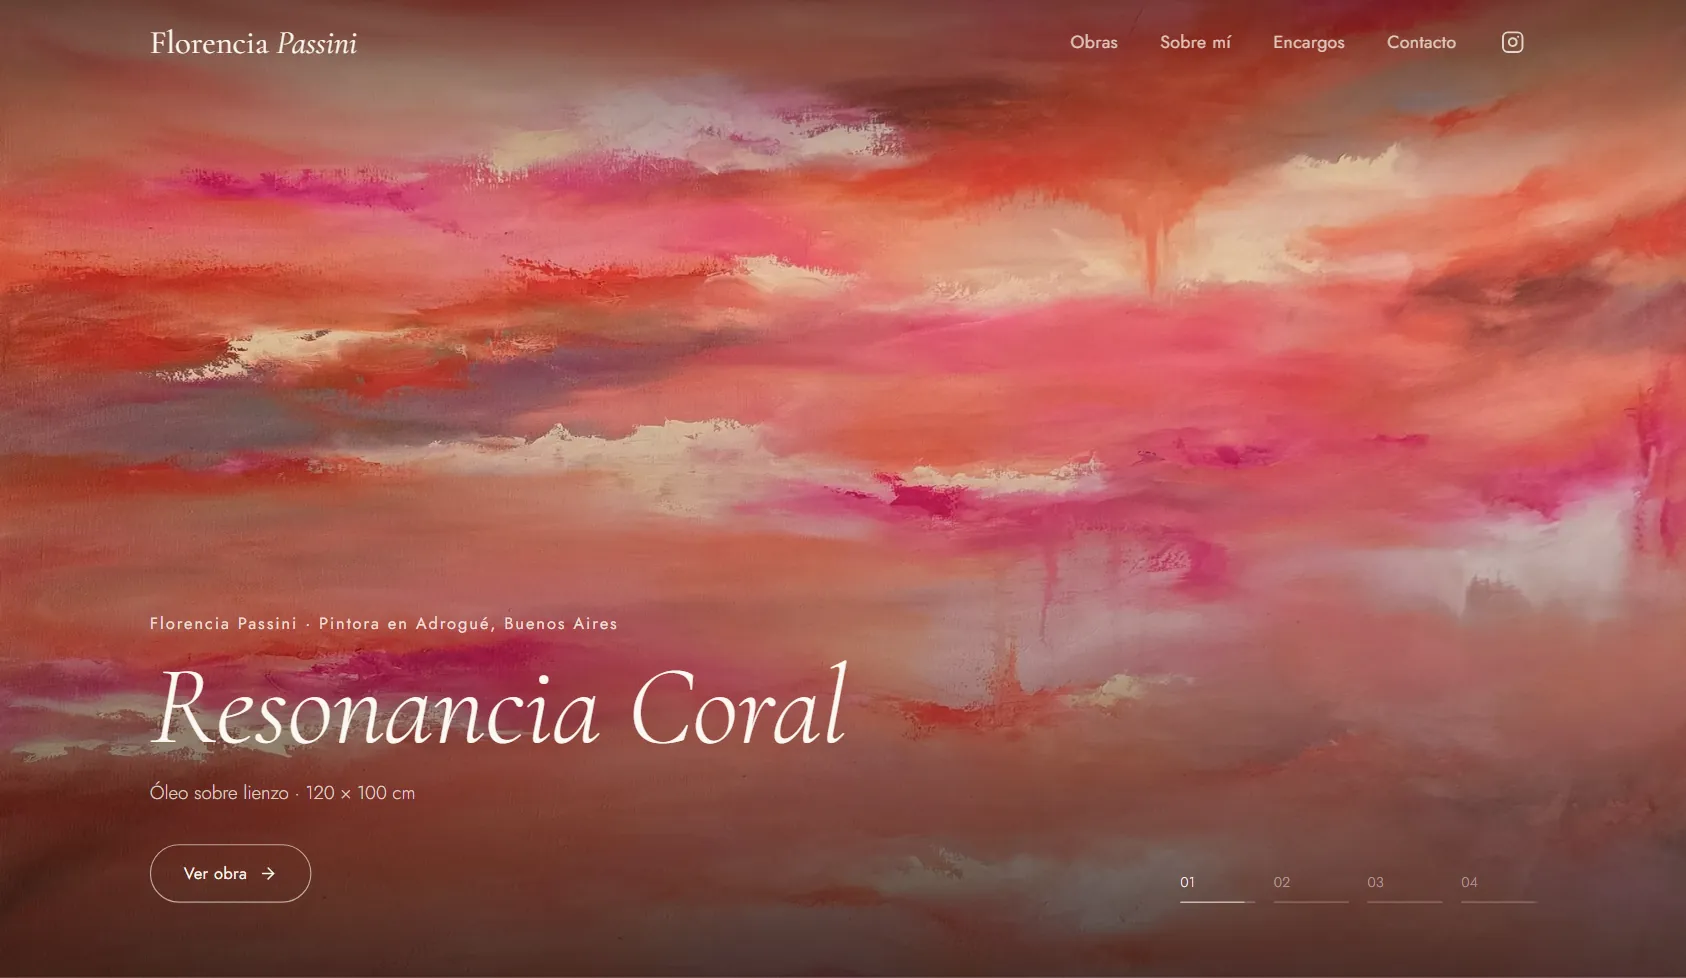 Florencia Passini
Obras
Sobre mí
Encargos
Contacto
Florencia Passini · Pintora en Adrogué, Buenos Aires
Resonancia Coral
Óleo sobre lienzo · 120 × 100 cm
Ver obra →
01
02
03
04